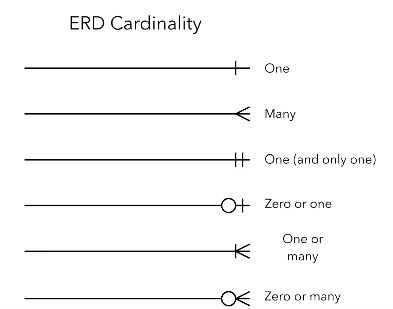 ERD Cardinality
One
Many
One (and only one)
Zero or one
One or
many
Zero or many